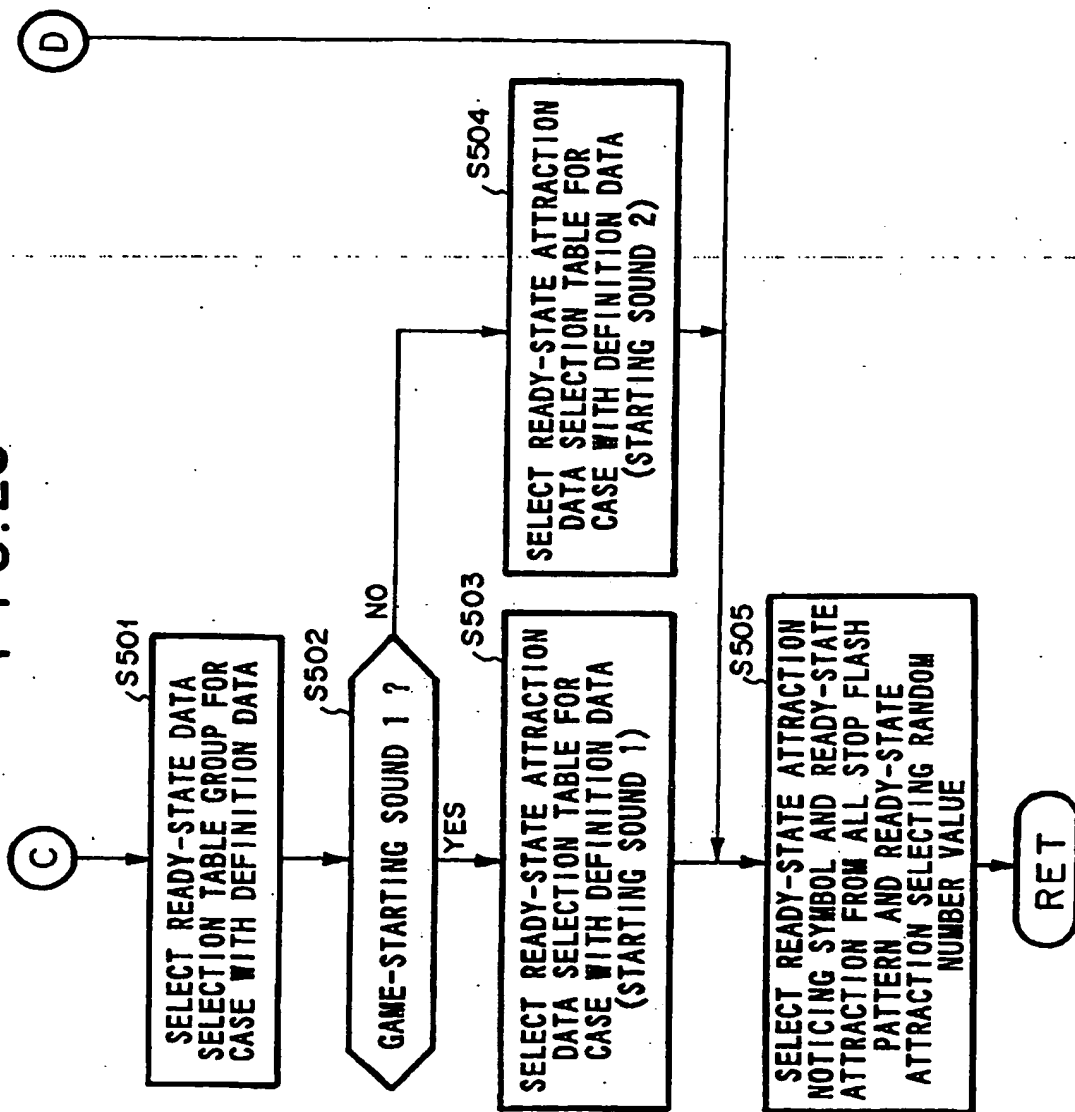 C
D
SELECT READY-STATE DATA
SELECTION TABLE GROUP FOR
CASE WITH DEFINITION DATA
S501
GAME-STARTING SOUND 1 ?
S502
NO
YES
SELECT READY-STATE ATTRACTION
DATA SELECTION TABLE FOR
CASE WITH DEFINITION DATA
(STARTING SOUND 1)
S503
SELECT READY-STATE ATTRACTION
DATA SELECTION TABLE FOR
CASE WITH DEFINITION DATA
(STARTING SOUND 2)
S504
SELECT READY-STATE ATTRACTION
NOTICING SYMBOL AND READY-STATE
ATTRACTION FROM ALL STOP FLASH
PATTERN AND READY-STATE
ATTRACTION SELECTING RANDOM
NUMBER VALUE
S505
RET